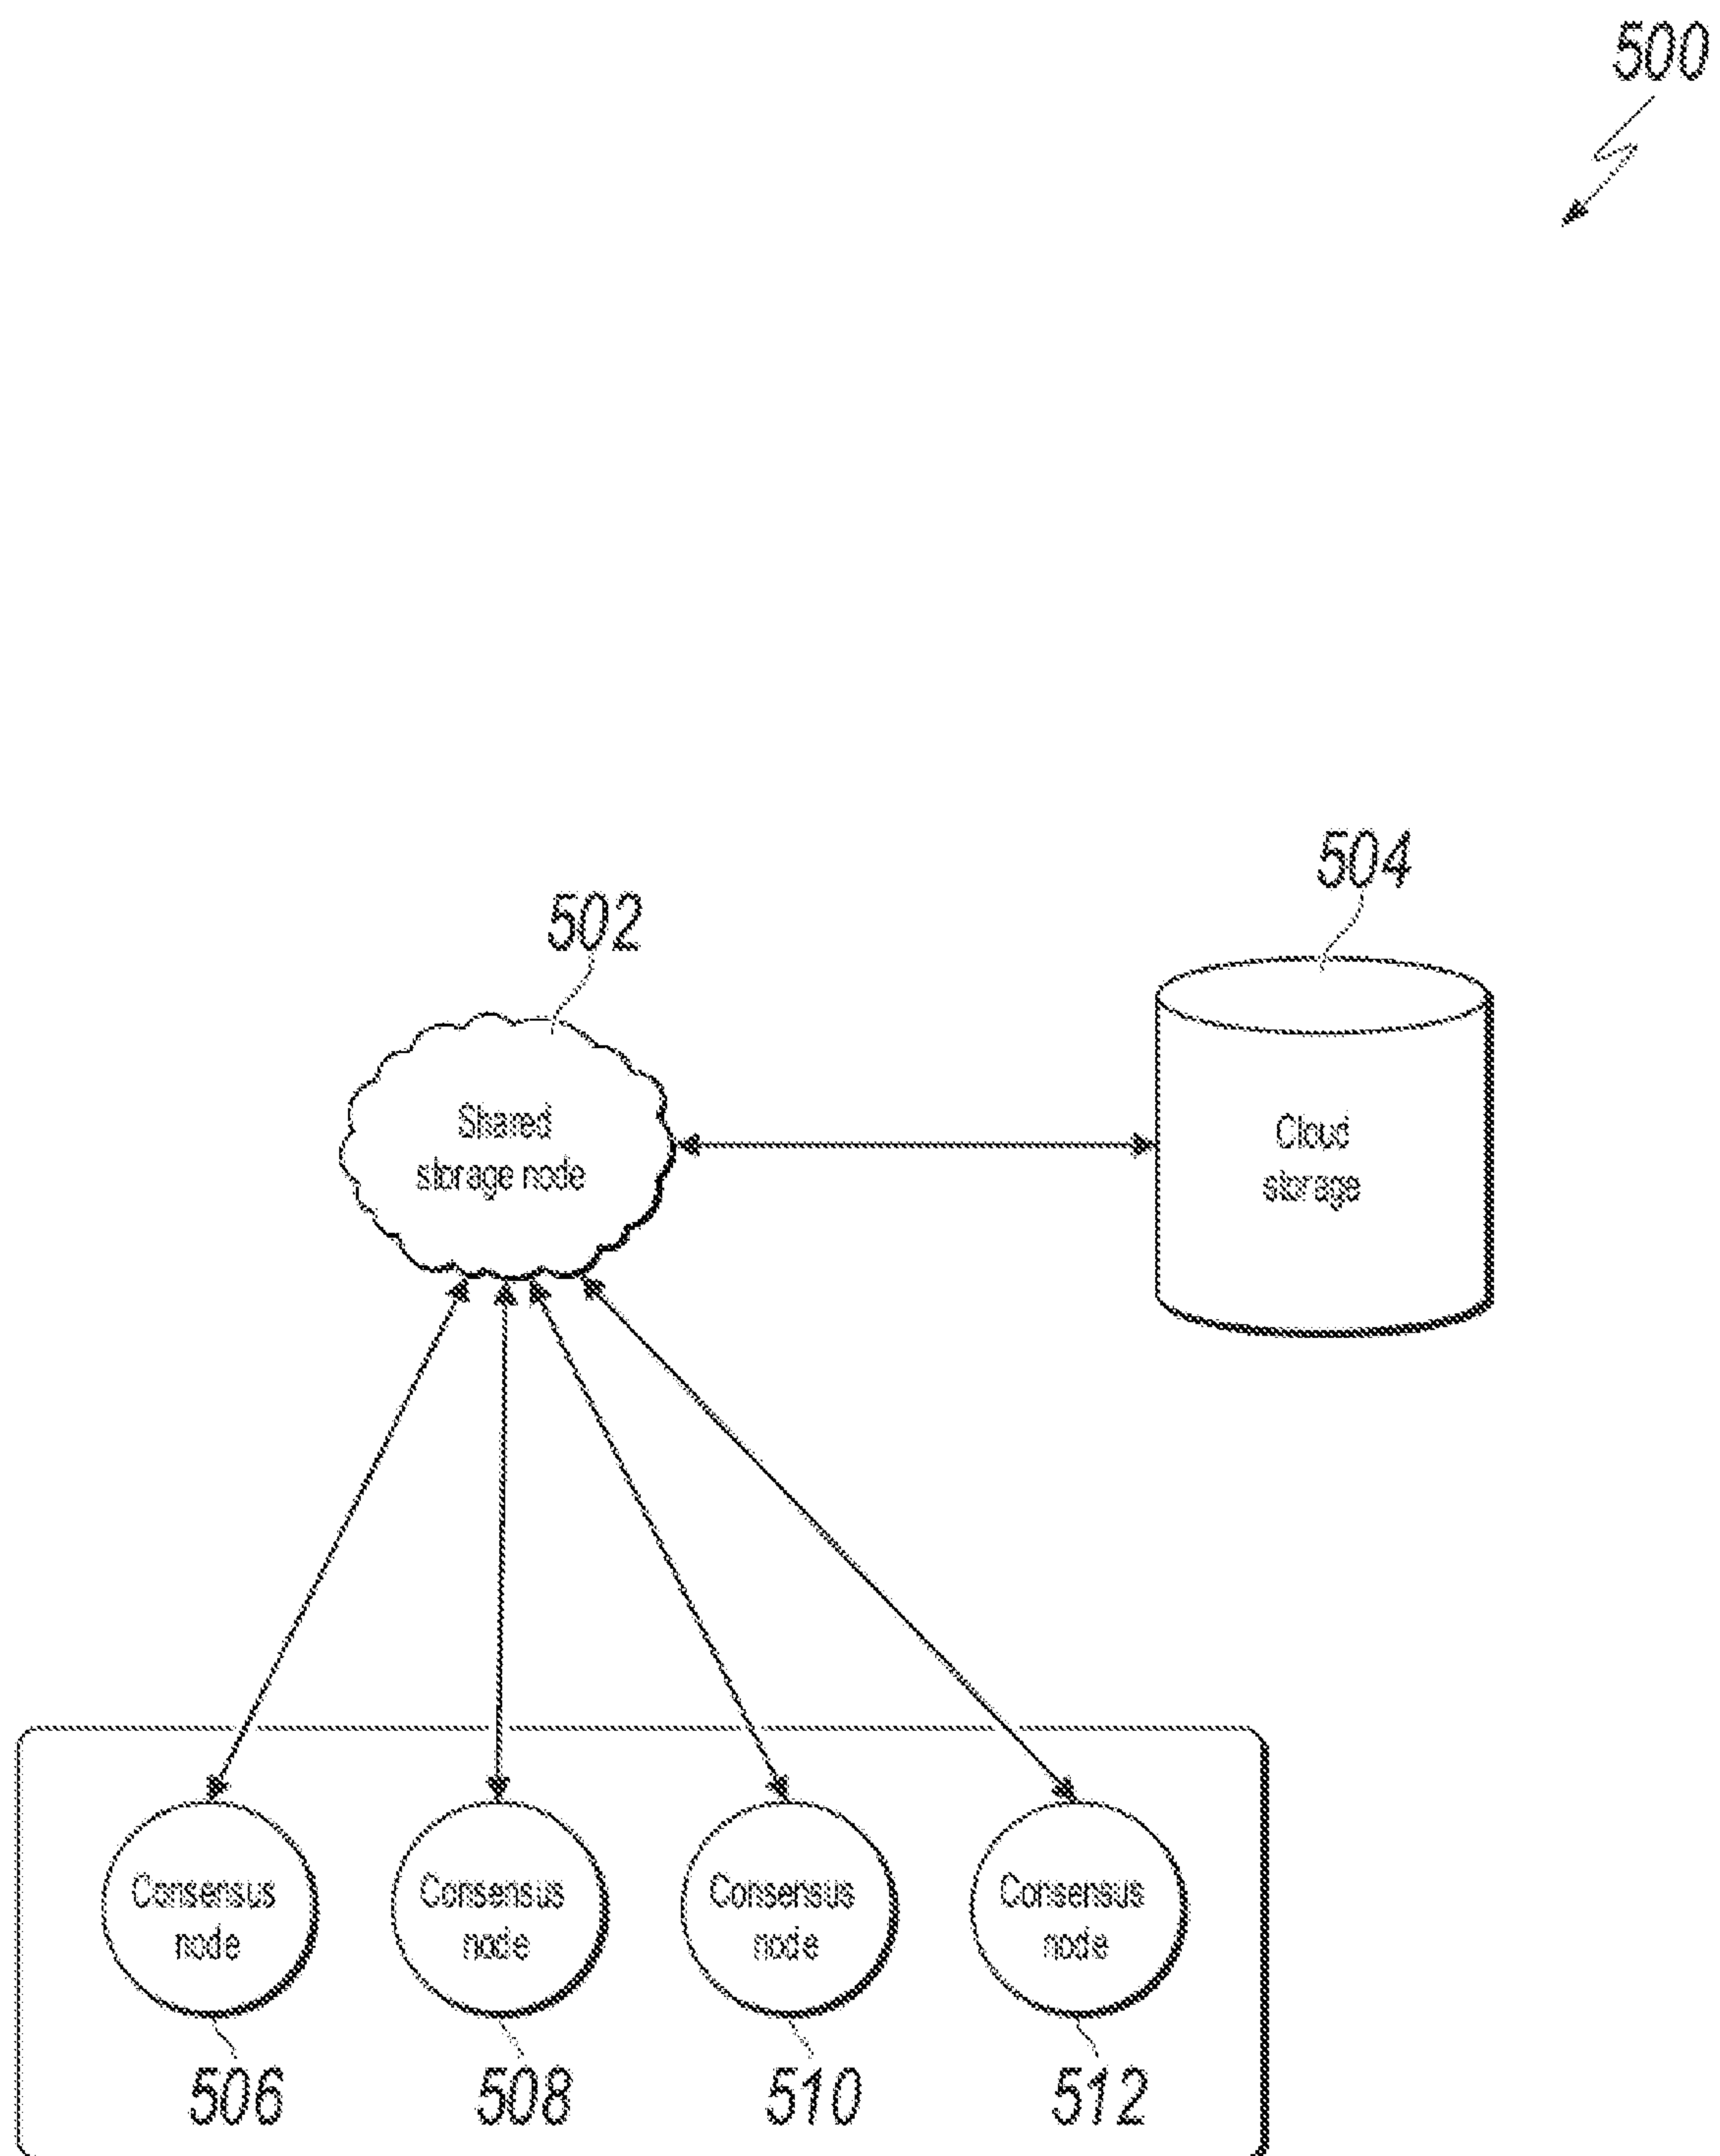 500
504
502
Shared
storage node
Cloud
storage
Consensus
node
Consensus
node
Consensus
node
Consensus
node
506
508
510
512